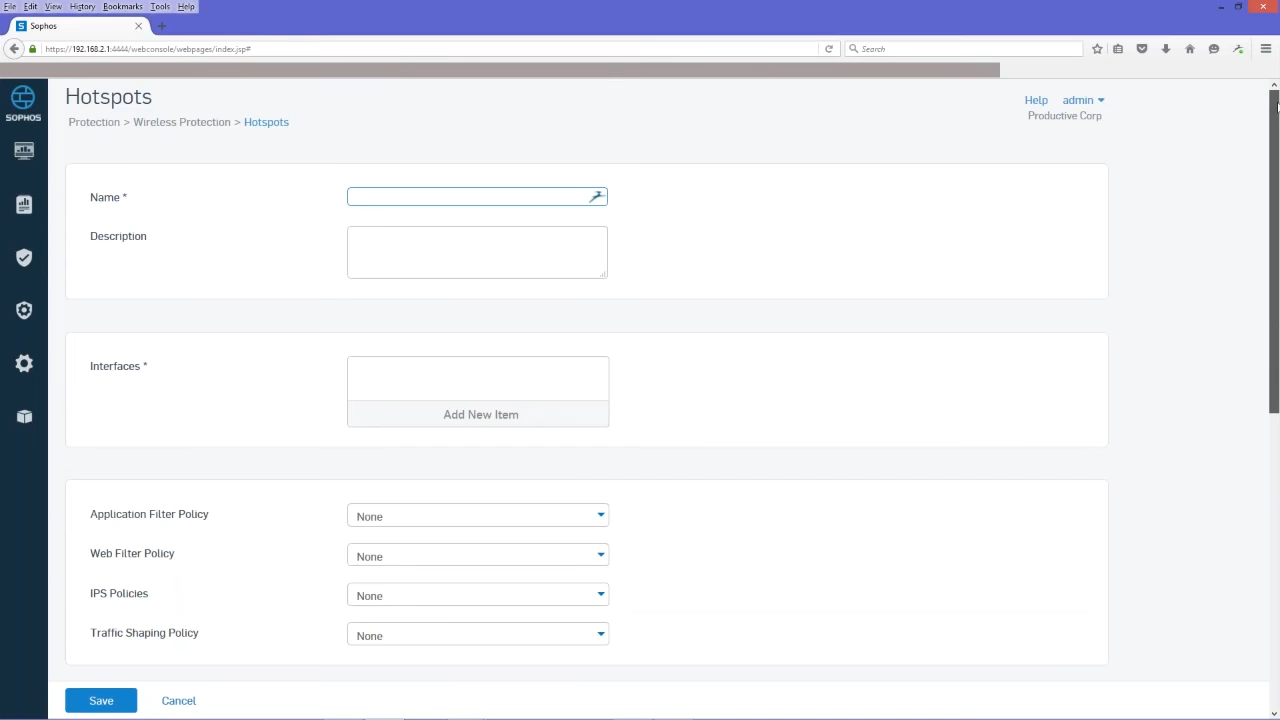 File Edit View History Bookmarks Tools Help
S Sophos
https://192.168.2.1:4444/webconsole/webpages/index.jsp#
Search
SOPHOS
Hotspots
Help admin
Protection > Wireless Protection > Hotspots
Productive Corp
Name *
Description
Interfaces *
Add New Item
Application Filter Policy None
Web Filter Policy None
IPS Policies None
Traffic Shaping Policy None
Save Cancel